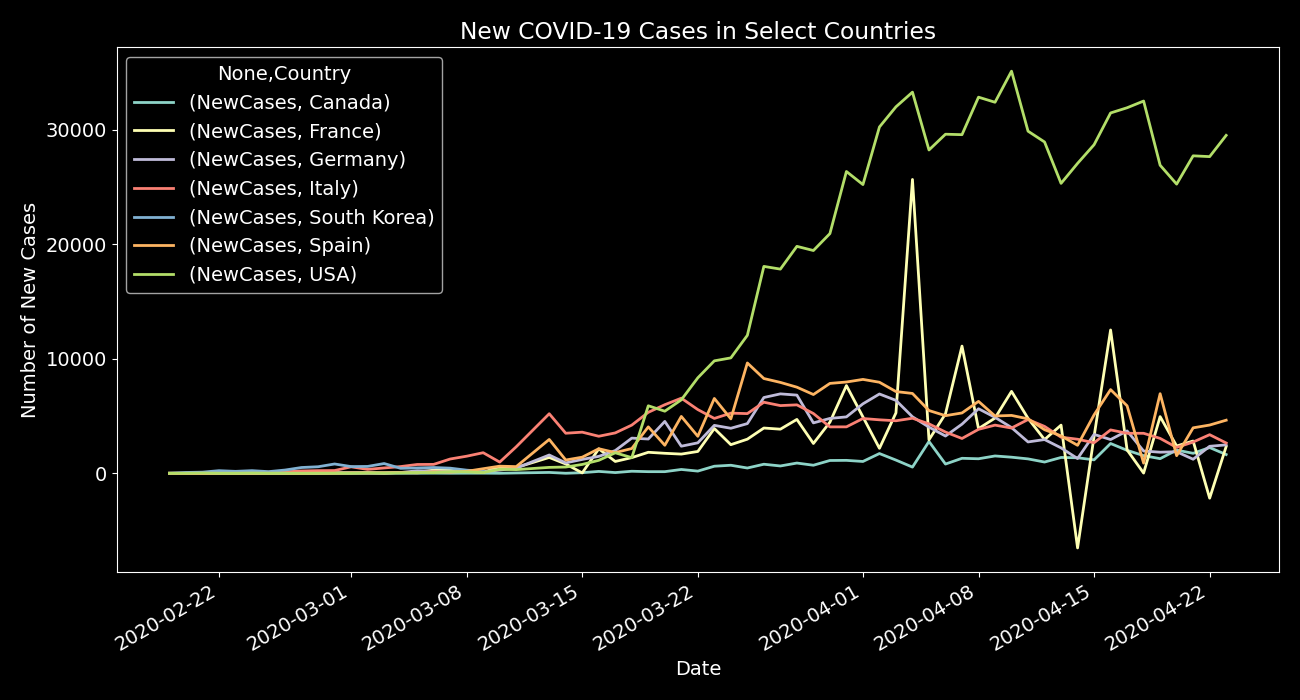 New COVID-19 Cases in Select Countries
None,Country
(NewCases, Canada)
(NewCases, France)
(NewCases, Germany)
(NewCases, Italy)
(NewCases, South Korea)
(NewCases, Spain)
(NewCases, USA)
Number of New Cases
30000
20000
10000
0
2020-02-22
2020-03-01
2020-03-08
2020-03-15
2020-03-22
2020-04-01
2020-04-08
2020-04-15
2020-04-22
Date